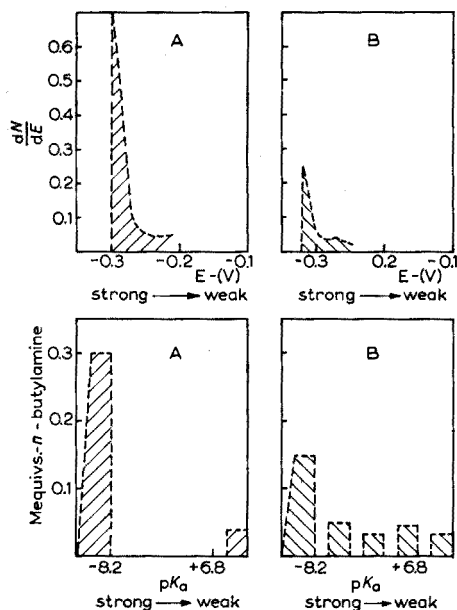 A
B
0.6
0.5
dN
dE
0.4
0.3
0.2
0.1
-0.3 -0.2 -0.1
-0.3 -0.2 -0.1
E-(V)
E-(V)
strong → weak
strong → weak
A
B
Mequivs.-n-butylamine
0.3
0.2
0.1
-8.2 +6.8
-8.2 +6.8
pKa
pKa
strong → weak
strong → weak